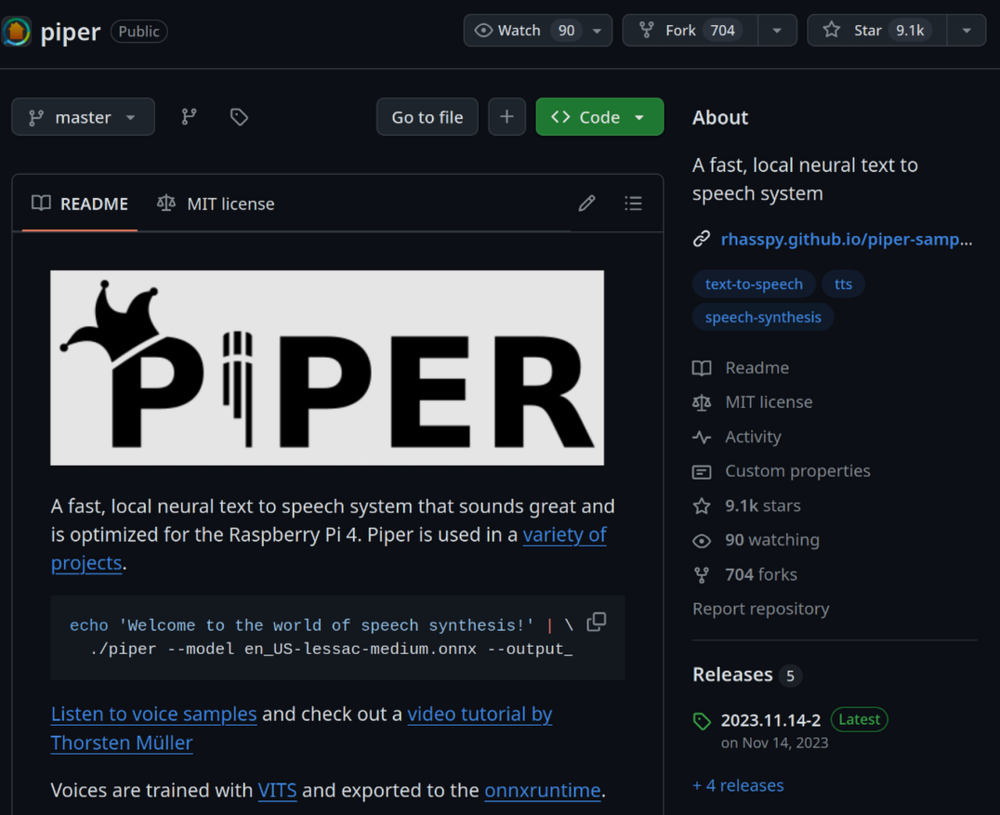 piper Public Watch 90 Fork 704 Star 9.1k
master Go to file + Code
README MIT license
PIPER
A fast, local neural text to speech system that sounds great and
is optimized for the Raspberry Pi 4. Piper is used in a variety of
projects.
echo 'Welcome to the world of speech synthesis!' | \
./piper --model en_US-lessac-medium.onnx --output_
Listen to voice samples and check out a video tutorial by
Thorsten Müller
Voices are trained with VITS and exported to the onnxruntime.
About
A fast, local neural text to
speech system
rhasspy.github.io/piper-samp...
text-to-speech tts
speech-synthesis
Readme
MIT license
Activity
Custom properties
9.1k stars
90 watching
704 forks
Report repository
Releases 5
2023.11.14-2 Latest
on Nov 14, 2023
+ 4 releases